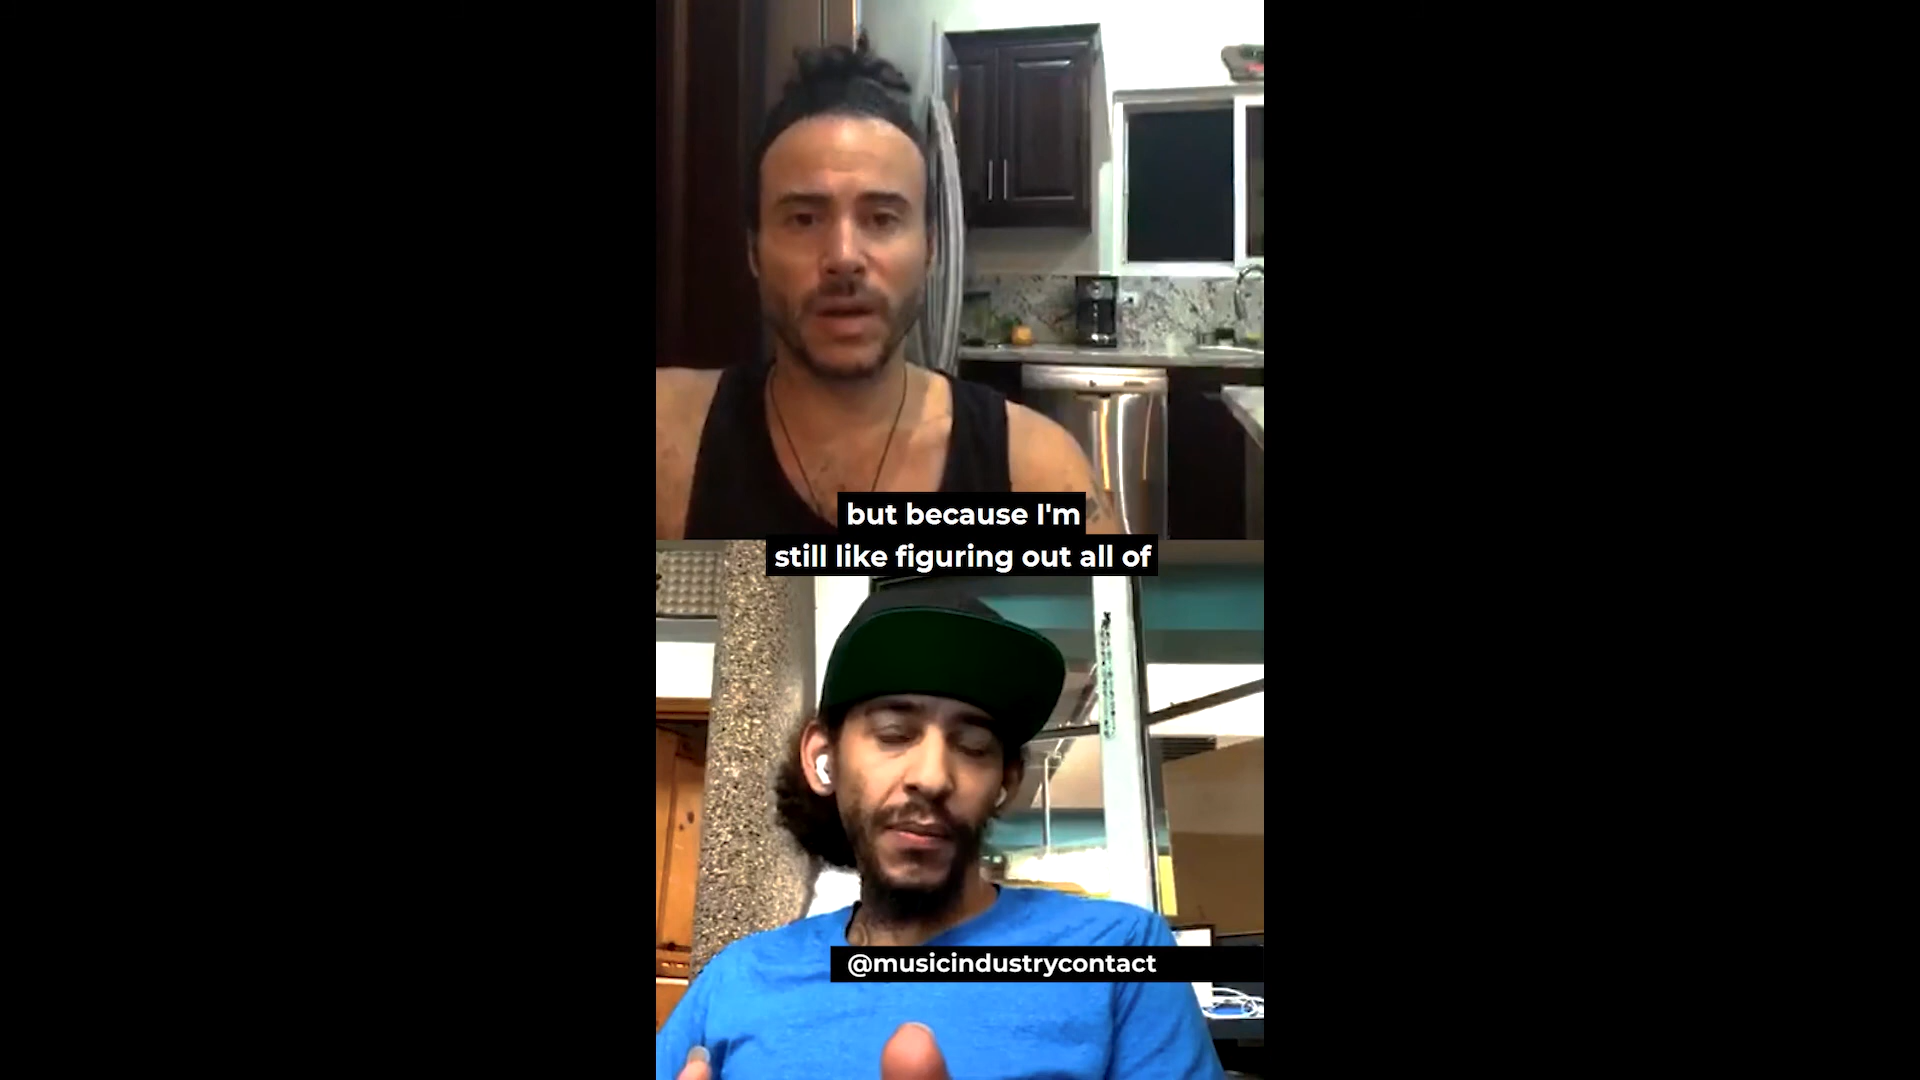 but because I'm
still like figuring out all of
@musicindustrycontact